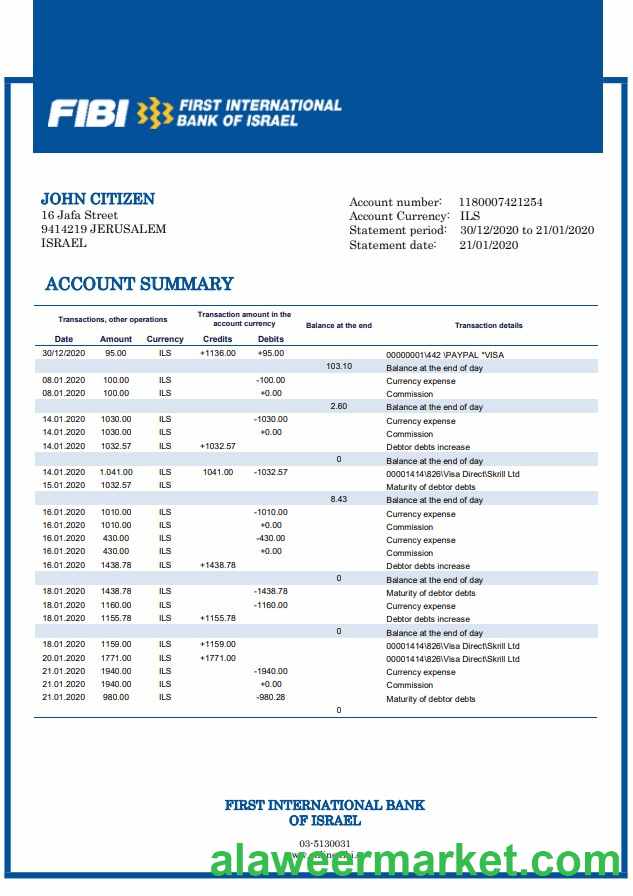 FIBI FIRST INTERNATIONAL
BANK OF ISRAEL
JOHN CITIZEN
16 Jafa Street
9414219 JERUSALEM
ISRAEL
Account number: 1180007421254
Account Currency: ILS
Statement period: 30/12/2020 to 21/01/2020
Statement date: 21/01/2020
ACCOUNT SUMMARY
Transactions, other operations Transaction amount in the account currency Balance at the end Transaction details
Date Amount Currency Credits Debits
30/12/2020 95.00 ILS +1136.00 +95.00 00000001\442 \PAYPAL *VISA
103.10 Balance at the end of day
08.01.2020 100.00 ILS -100.00 Currency expense
08.01.2020 100.00 ILS +0.00 Commission
2.60 Balance at the end of day
14.01.2020 1030.00 ILS -1030.00 Currency expense
14.01.2020 1030.00 ILS +0.00 Commission
14.01.2020 1032.57 ILS +1032.57 Debtor debts increase
0 Balance at the end of day
14.01.2020 1.041.00 ILS 1041.00 -1032.57 00001414\826\Visa Direct\Skrill Ltd
15.01.2020 1032.57 ILS Maturity of debtor debts
8.43 Balance at the end of day
16.01.2020 1010.00 ILS -1010.00 Currency expense
16.01.2020 1010.00 ILS +0.00 Commission
16.01.2020 430.00 ILS -430.00 Currency expense
16.01.2020 430.00 ILS +0.00 Commission
16.01.2020 1438.78 ILS +1438.78 Debtor debts increase
0 Balance at the end of day
18.01.2020 1438.78 ILS -1438.78 Maturity of debtor debts
18.01.2020 1160.00 ILS -1160.00 Currency expense
18.01.2020 1155.78 ILS +1155.78 Debtor debts increase
0 Balance at the end of day
18.01.2020 1159.00 ILS +1159.00 00001414\826\Visa Direct\Skrill Ltd
20.01.2020 1771.00 ILS +1771.00 00001414\826\Visa Direct\Skrill Ltd
21.01.2020 1940.00 ILS -1940.00 Currency expense
21.01.2020 1940.00 ILS +0.00 Commission
21.01.2020 980.00 ILS -980.28 Maturity of debtor debts
0
FIRST INTERNATIONAL BANK
OF ISRAEL
03-5130031
alaweermarket.com